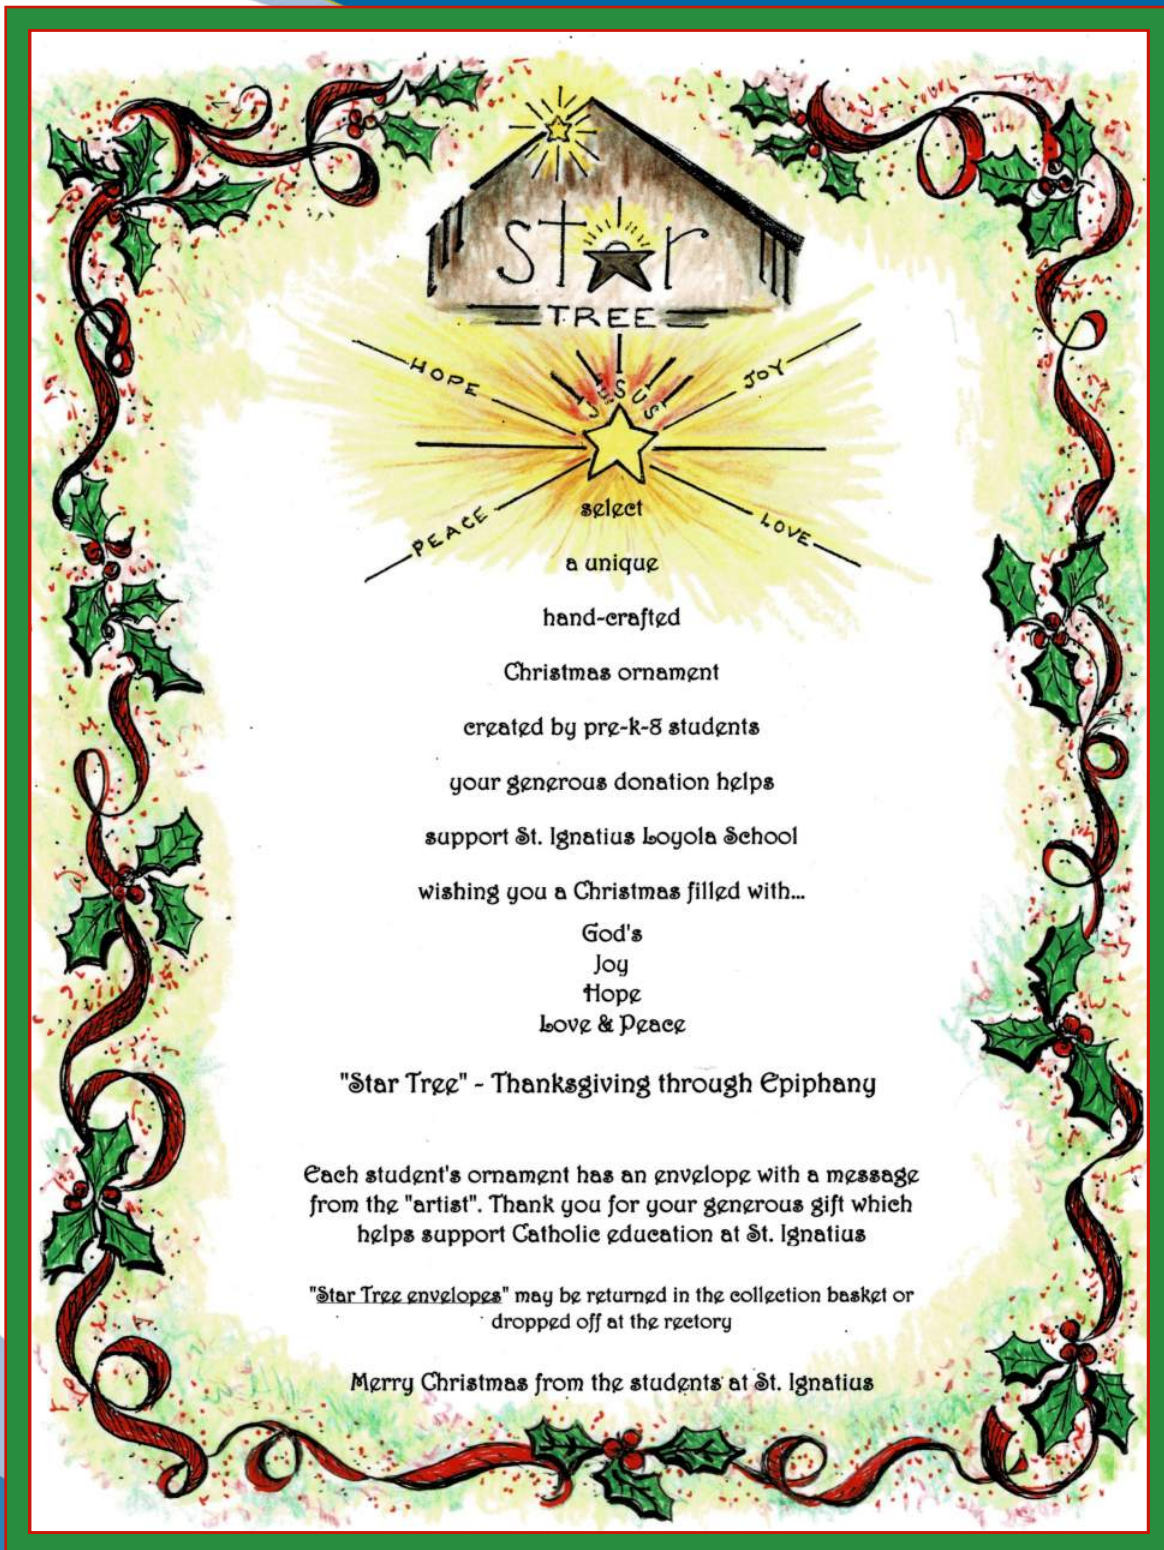 star
TREE
HOPE
JESUS
JOY
PEACE
LOVE
select
a unique
hand-crafted
Christmas ornament
created by pre-k-8 students
your generous donation helps
support St. Ignatius Loyola School
wishing you a Christmas filled with...
God's
Joy
Hope
Love & Peace
"Star Tree" - Thanksgiving through Epiphany
Each student's ornament has an envelope with a message
from the "artist". Thank you for your generous gift which
helps support Catholic education at St. Ignatius
"Star Tree envelopes" may be returned in the collection basket or
dropped off at the rectory
Merry Christmas from the students at St. Ignatius